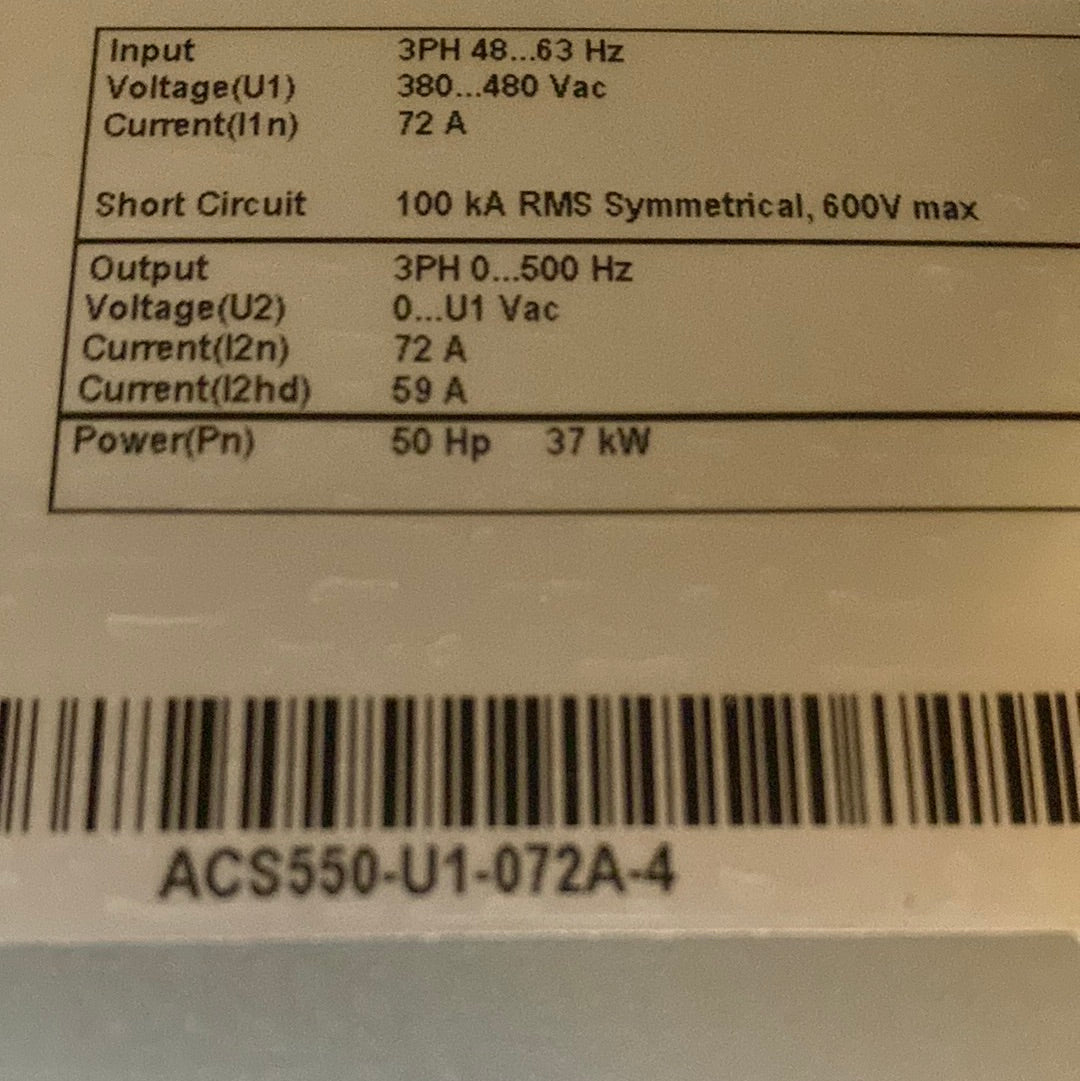 Input 3PH 48...63 Hz
Voltage(U1) 380...480 Vac
Current(I1n) 72 A
Short Circuit 100 kA RMS Symmetrical, 600V max
Output 3PH 0...500 Hz
Voltage(U2) 0...U1 Vac
Current(I2n) 72 A
Current(I2hd) 59 A
Power(Pn) 50 Hp 37 kW
ACS550-U1-072A-4